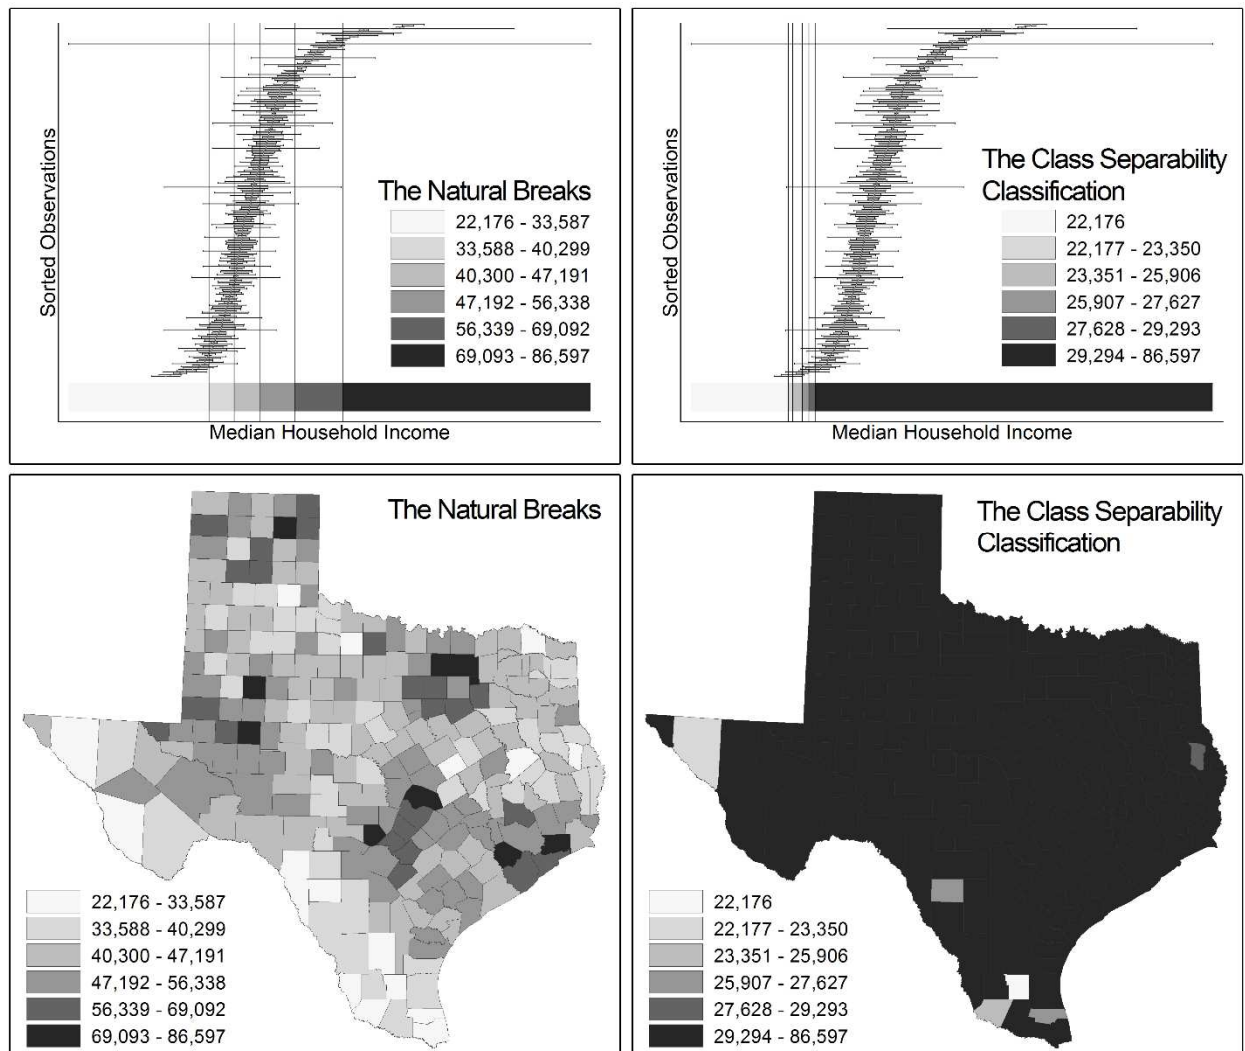 Sorted Observations
The Natural Breaks
22,176 - 33,587
33,588 - 40,299
40,300 - 47,191
47,192 - 56,338
56,339 - 69,092
69,093 - 86,597
Median Household Income
Sorted Observations
The Class Separability
Classification
22,176
22,177 - 23,350
23,351 - 25,906
25,907 - 27,627
27,628 - 29,293
29,294 - 86,597
Median Household Income
The Natural Breaks
22,176 - 33,587
33,588 - 40,299
40,300 - 47,191
47,192 - 56,338
56,339 - 69,092
69,093 - 86,597
The Class Separability
Classification
22,176
22,177 - 23,350
23,351 - 25,906
25,907 - 27,627
27,628 - 29,293
29,294 - 86,597